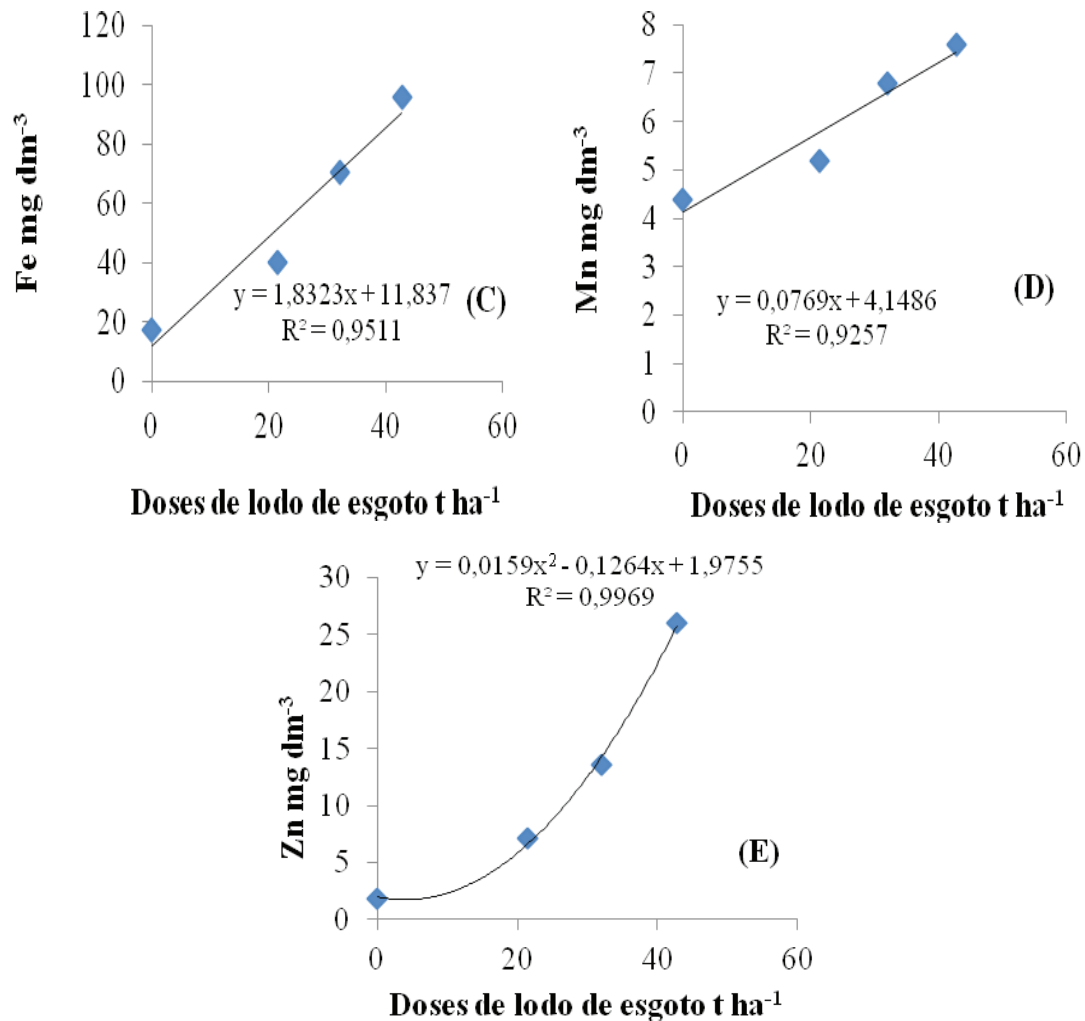 Fe mg dm⁻³
120
100
80
60
40
20
0
y = 1,8323x + 11,837
R² = 0,9511
(C)
0 20 40 60
Doses de lodo de esgoto t ha⁻¹
Mn mg dm⁻³
8
7
6
5
4
3
2
1
0
y = 0,0769x + 4,1486
R² = 0,9257
(D)
0 20 40 60
Doses de lodo de esgoto t ha⁻¹
y = 0,0159x² - 0,1264x + 1,9755
R² = 0,9969
Zn mg dm⁻³
30
25
20
15
10
5
0
(E)
0 20 40 60
Doses de lodo de esgoto t ha⁻¹